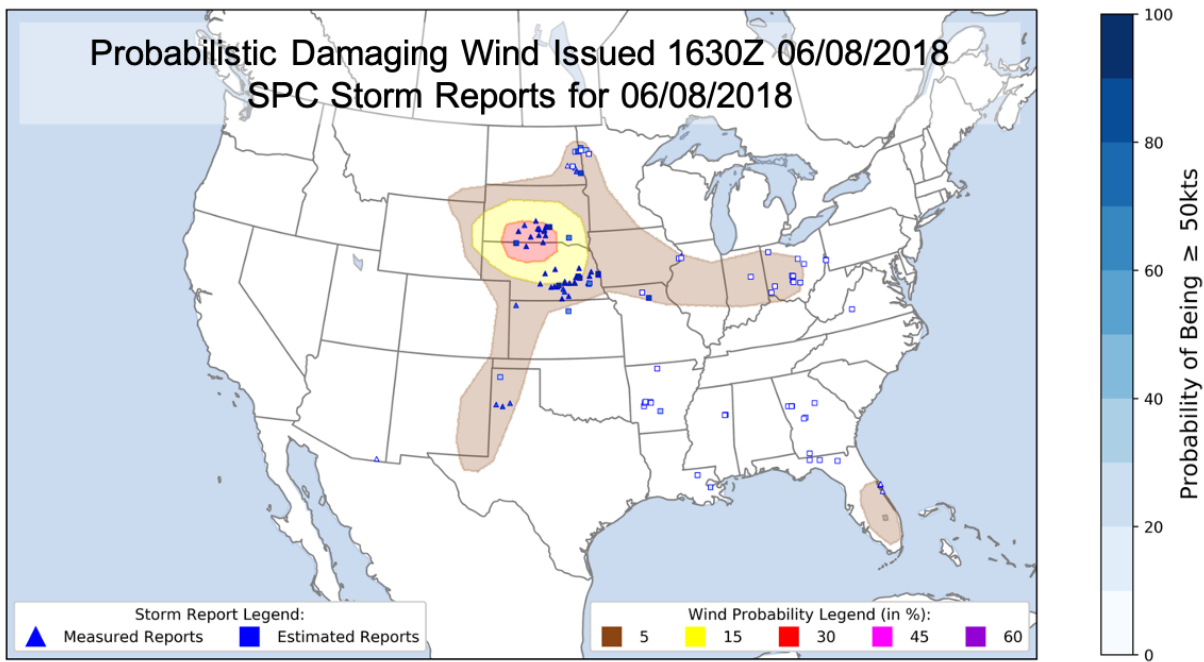 Probabilistic Damaging Wind Issued 1630Z 06/08/2018
SPC Storm Reports for 06/08/2018
Storm Report Legend:
Measured Reports
Estimated Reports
Wind Probability Legend (in %):
5 15 30 45 60
100
80
60
40
20
0
Probability of Being ≥ 50kts